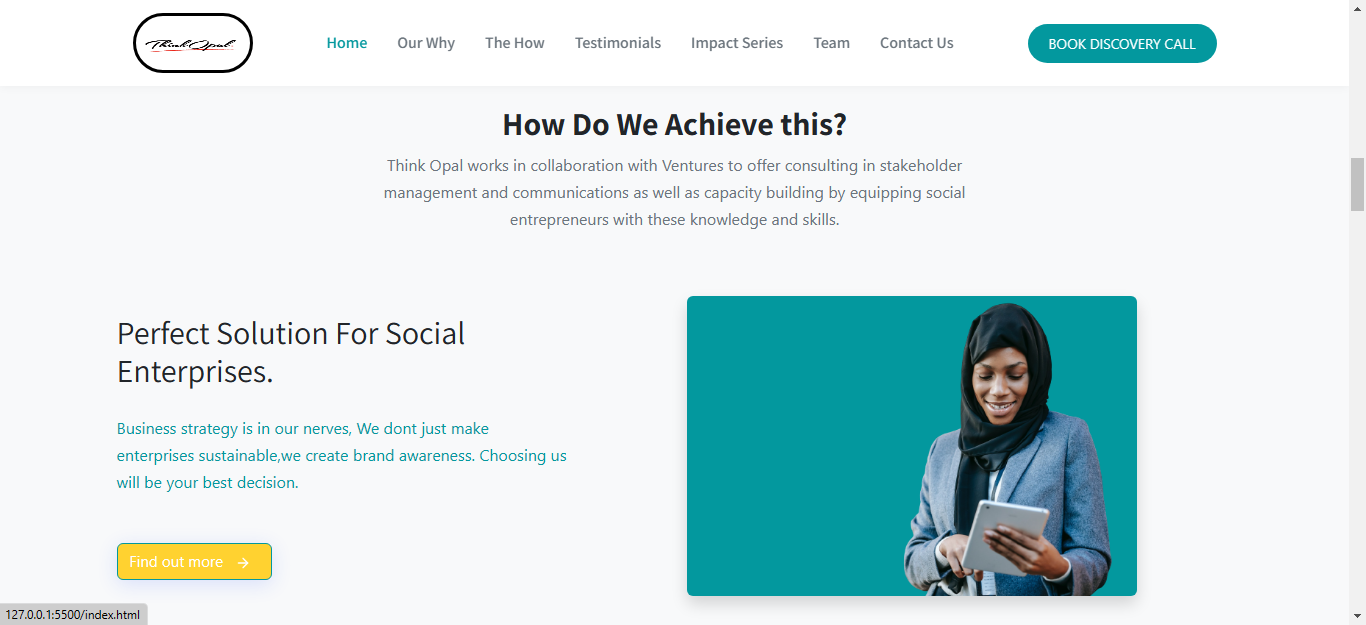 Think Opal
Home
Our Why
The How
Testimonials
Impact Series
Team
Contact Us
BOOK DISCOVERY CALL
How Do We Achieve this?
Think Opal works in collaboration with Ventures to offer consulting in stakeholder
management and communications as well as capacity building by equipping social
entrepreneurs with these knowledge and skills.
Perfect Solution For Social
Enterprises.
Business strategy is in our nerves, We dont just make
enterprises sustainable,we create brand awareness. Choosing us
will be your best decision.
Find out more →
127.0.0.1:5500/index.html